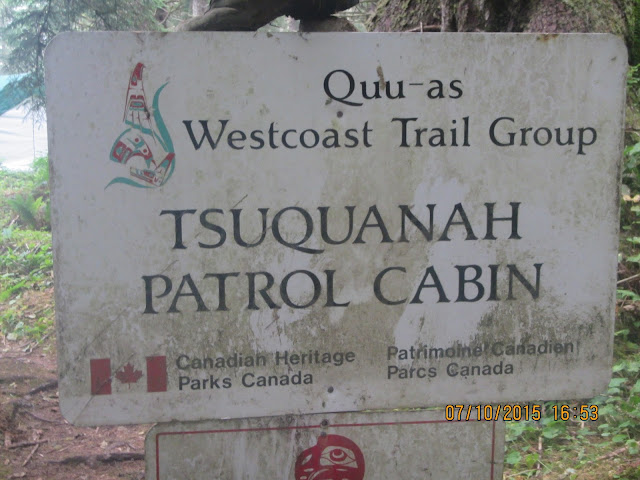 Quu-as
Westcoast Trail Group
TSUQUANAH
PATROL CABIN
Canadian Heritage
Parks Canada
Patrimoine Canadien
Parcs Canada
07/10/2015 16:53